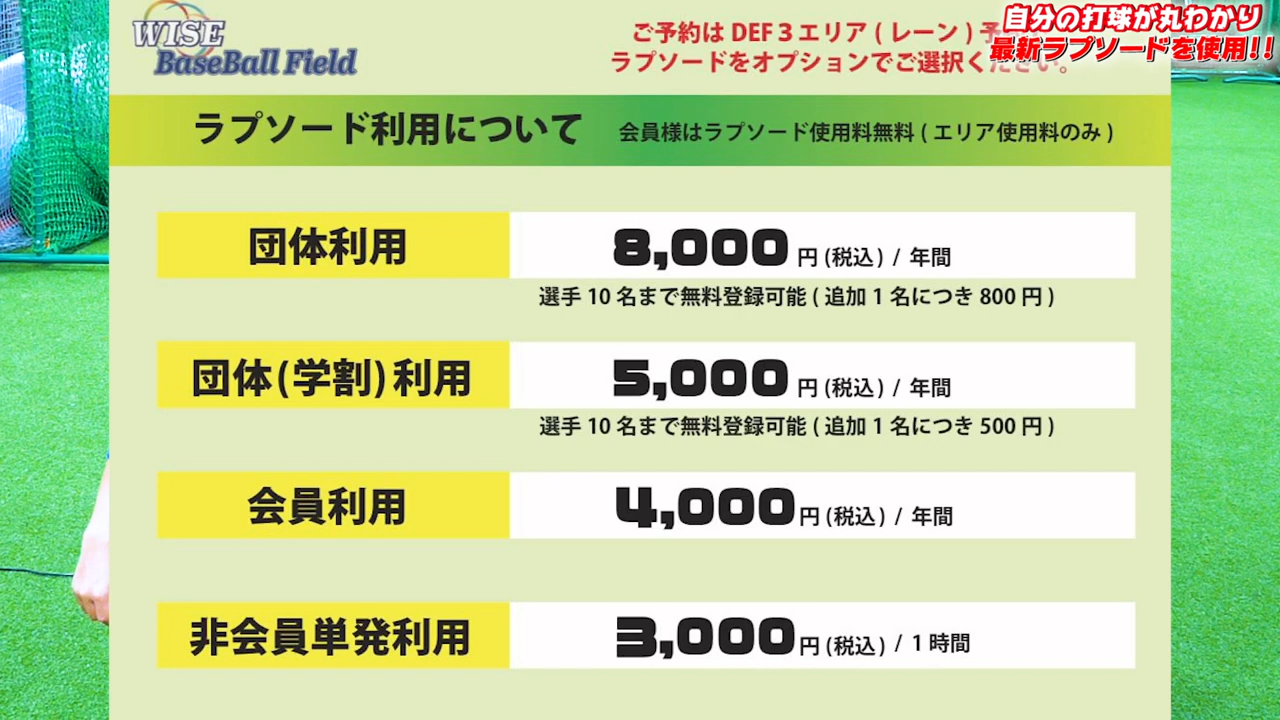 WISE
BaseBall Field
ご予約は DEF 3 エリア ( レーン ) 予
ラプソードをオプションでご選択ください。
自分の打球が丸わかり
最新ラプソードを使用!!
ラプソード利用について
会員様はラプソード使用料無料 ( エリア使用料のみ )
団体利用
8,000 円 (税込) / 年間
選手 10 名まで無料登録可能 ( 追加 1 名につき 800 円 )
団体 (学割) 利用
5,000 円 (税込) / 年間
選手 10 名まで無料登録可能 ( 追加 1 名につき 500 円 )
会員利用
4,000 円 (税込) / 年間
非会員単発利用
3,000 円 (税込) / 1 時間